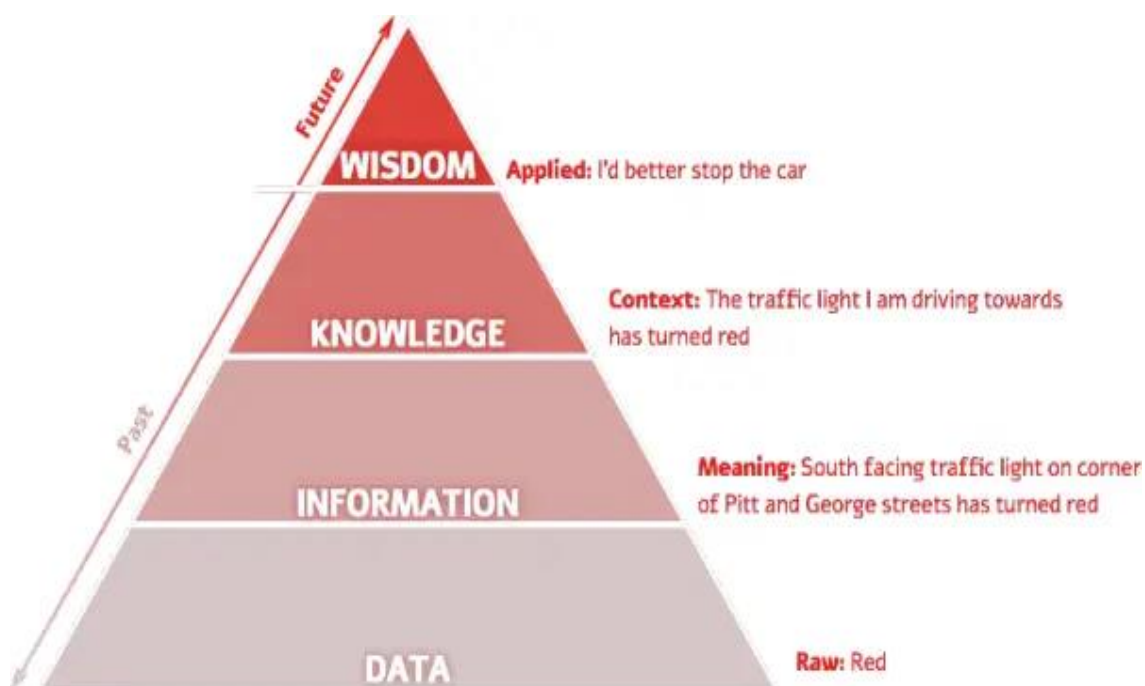 Future
WISDOM
Applied: I'd better stop the car
Context: The traffic light I am driving towards
has turned red
KNOWLEDGE
Past
Meaning: South facing traffic light on corner
of Pitt and George streets has turned red
INFORMATION
DATA
Raw: Red